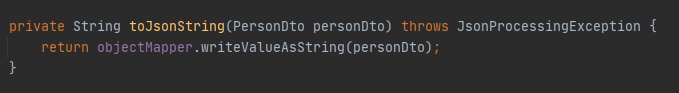 private String toJsonString(PersonDto personDto) throws JsonProcessingException {
    return objectMapper.writeValueAsString(personDto);
}